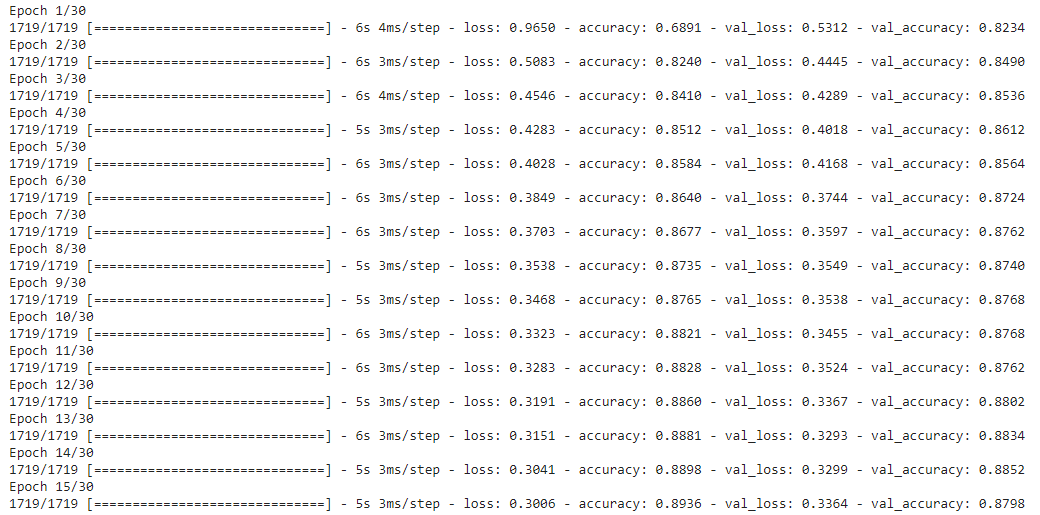 Epoch 1/30
1719/1719 [==============================] - 6s 4ms/step - loss: 0.9650 - accuracy: 0.6891 - val_loss: 0.5312 - val_accuracy: 0.8234
Epoch 2/30
1719/1719 [==============================] - 6s 3ms/step - loss: 0.5083 - accuracy: 0.8240 - val_loss: 0.4445 - val_accuracy: 0.8490
Epoch 3/30
1719/1719 [==============================] - 6s 4ms/step - loss: 0.4546 - accuracy: 0.8410 - val_loss: 0.4289 - val_accuracy: 0.8536
Epoch 4/30
1719/1719 [==============================] - 5s 3ms/step - loss: 0.4283 - accuracy: 0.8512 - val_loss: 0.4018 - val_accuracy: 0.8612
Epoch 5/30
1719/1719 [==============================] - 6s 3ms/step - loss: 0.4028 - accuracy: 0.8584 - val_loss: 0.4168 - val_accuracy: 0.8564
Epoch 6/30
1719/1719 [==============================] - 6s 3ms/step - loss: 0.3849 - accuracy: 0.8640 - val_loss: 0.3744 - val_accuracy: 0.8724
Epoch 7/30
1719/1719 [==============================] - 6s 3ms/step - loss: 0.3703 - accuracy: 0.8677 - val_loss: 0.3597 - val_accuracy: 0.8762
Epoch 8/30
1719/1719 [==============================] - 5s 3ms/step - loss: 0.3538 - accuracy: 0.8735 - val_loss: 0.3549 - val_accuracy: 0.8740
Epoch 9/30
1719/1719 [==============================] - 5s 3ms/step - loss: 0.3468 - accuracy: 0.8765 - val_loss: 0.3538 - val_accuracy: 0.8768
Epoch 10/30
1719/1719 [==============================] - 6s 3ms/step - loss: 0.3323 - accuracy: 0.8821 - val_loss: 0.3455 - val_accuracy: 0.8768
Epoch 11/30
1719/1719 [==============================] - 6s 3ms/step - loss: 0.3283 - accuracy: 0.8828 - val_loss: 0.3524 - val_accuracy: 0.8762
Epoch 12/30
1719/1719 [==============================] - 5s 3ms/step - loss: 0.3191 - accuracy: 0.8860 - val_loss: 0.3367 - val_accuracy: 0.8802
Epoch 13/30
1719/1719 [==============================] - 6s 3ms/step - loss: 0.3151 - accuracy: 0.8881 - val_loss: 0.3293 - val_accuracy: 0.8834
Epoch 14/30
1719/1719 [==============================] - 5s 3ms/step - loss: 0.3041 - accuracy: 0.8898 - val_loss: 0.3299 - val_accuracy: 0.8852
Epoch 15/30
1719/1719 [==============================] - 5s 3ms/step - loss: 0.3006 - accuracy: 0.8936 - val_loss: 0.3364 - val_accuracy: 0.8798